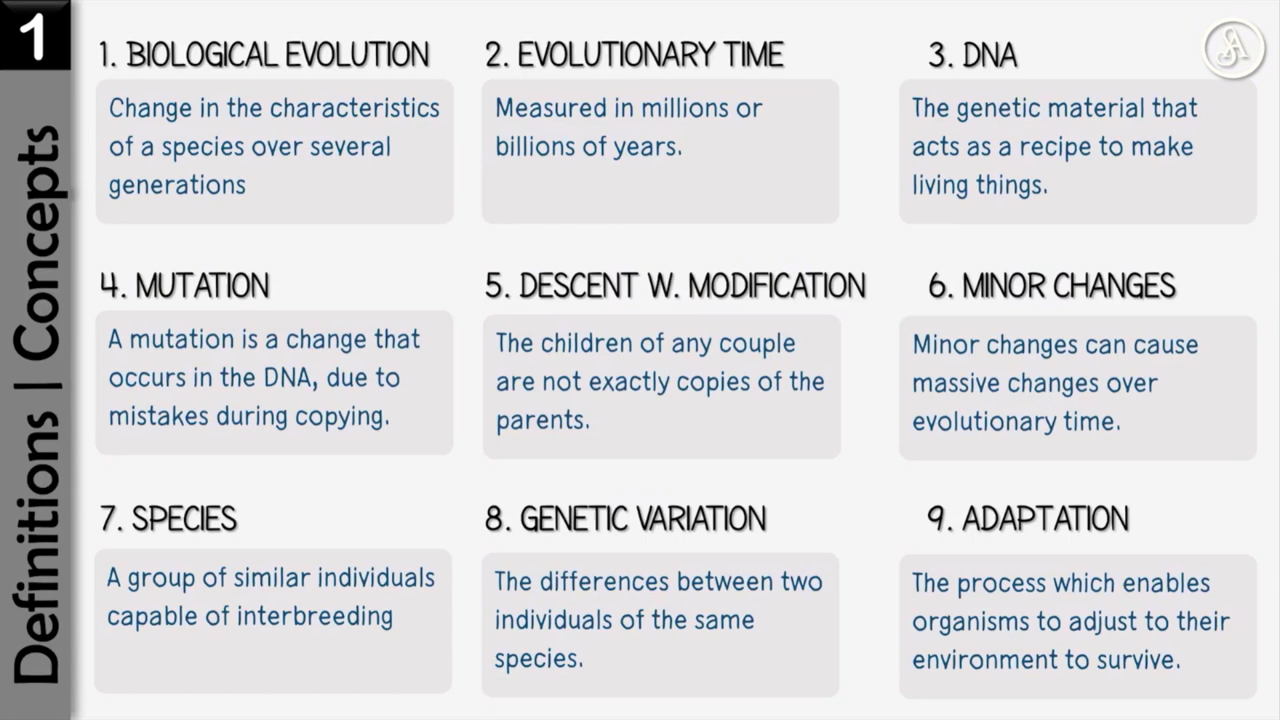 1
Definitions | Concepts
1. BIOLOGICAL EVOLUTION
Change in the characteristics
of a species over several
generations
2. EVOLUTIONARY TIME
Measured in millions or
billions of years.
3. DNA
The genetic material that
acts as a recipe to make
living things.
4. MUTATION
A mutation is a change that
occurs in the DNA, due to
mistakes during copying.
5. DESCENT W. MODIFICATION
The children of any couple
are not exactly copies of the
parents.
6. MINOR CHANGES
Minor changes can cause
massive changes over
evolutionary time.
7. SPECIES
A group of similar individuals
capable of interbreeding
8. GENETIC VARIATION
The differences between two
individuals of the same
species.
9. ADAPTATION
The process which enables
organisms to adjust to their
environment to survive.